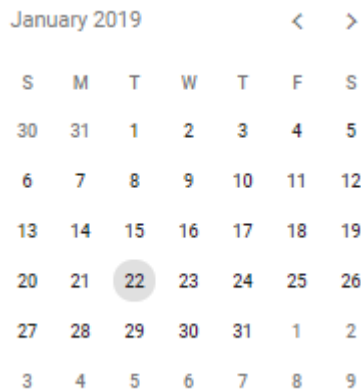 January 2019 < >
S M T W T F S
30 31 1 2 3 4 5
6 7 8 9 10 11 12
13 14 15 16 17 18 19
20 21 22 23 24 25 26
27 28 29 30 31 1 2
3 4 5 6 7 8 9